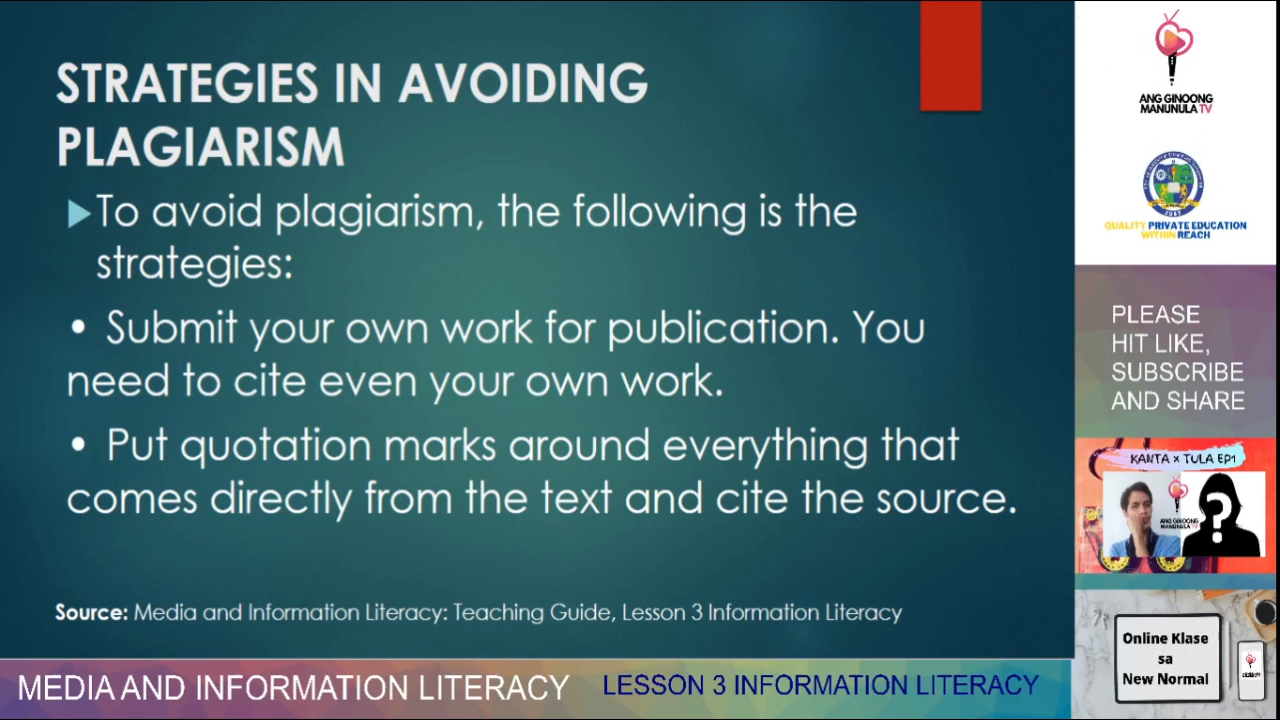 STRATEGIES IN AVOIDING
PLAGIARISM
To avoid plagiarism, the following is the
strategies:
• Submit your own work for publication. You
need to cite even your own work.
• Put quotation marks around everything that
comes directly from the text and cite the source.
Source: Media and Information Literacy: Teaching Guide, Lesson 3 Information Literacy
MEDIA AND INFORMATION LITERACY
LESSON 3 INFORMATION LITERACY
ANG GINOONG
MANUNULA TV
QUALITY PRIVATE EDUCATION
WITHIN REACH
PLEASE
HIT LIKE,
SUBSCRIBE
AND SHARE
KANTA x TULA EP1
ANG GINOONG
MANUNULA TV
?
Online Klase
sa
New Normal